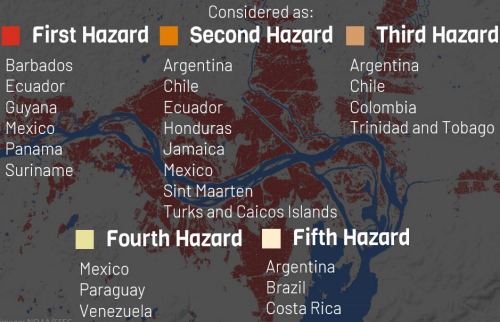 Considered as:
First Hazard
Barbados
Ecuador
Guyana
Mexico
Panama
Suriname
Second Hazard
Argentina
Chile
Ecuador
Honduras
Jamaica
Mexico
Sint Maarten
Turks and Caicos Islands
Third Hazard
Argentina
Chile
Colombia
Trinidad and Tobago
Fourth Hazard
Mexico
Paraguay
Venezuela
Fifth Hazard
Argentina
Brazil
Costa Rica